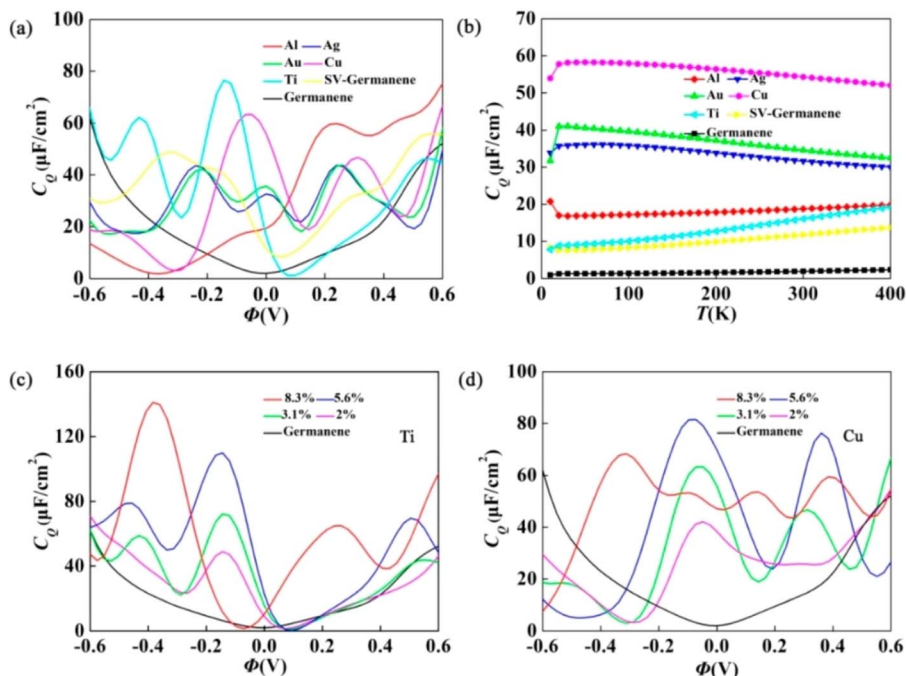 (a)
100
80
60
40
20
0
C_Q (μF/cm²)
Al Ag
Au Cu
Ti SV-Germanene
Germanene
-0.6 -0.4 -0.2 0.0 0.2 0.4 0.6
Φ(V)
(b)
70
60
50
40
30
20
10
0
C_Q (μF/cm²)
Al Ag
Au Cu
Ti SV-Germanene
Germanene
0 100 200 300 400
T(K)
(c)
160
120
80
40
0
C_Q (μF/cm²)
8.3% 5.6%
3.1% 2%
Germanene
Ti
-0.6 -0.4 -0.2 0.0 0.2 0.4 0.6
Φ(V)
(d)
100
80
60
40
20
0
C_Q (μF/cm²)
8.3% 5.6%
3.1% 2%
Germanene
Cu
-0.6 -0.4 -0.2 0.0 0.2 0.4 0.6
Φ(V)